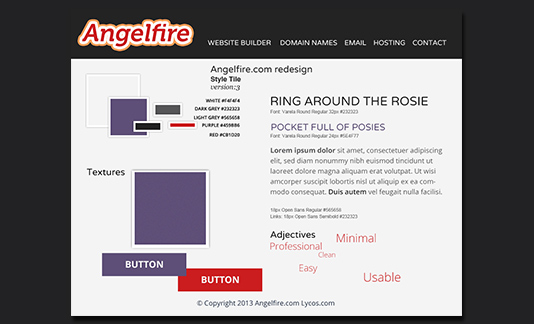 Angelfire
WEBSITE BUILDER DOMAIN NAMES EMAIL HOSTING CONTACT
Angelfire.com redesign
Style Tile
version:3
WHITE #F4F4F4
DARK GREY #232323
LIGHT GREY #565658
PURPLE #459886
RED #CB1D20
RING AROUND THE ROSIE
Font: Varela Round Regular 32px #232323
POCKET FULL OF POSIES
Font: Varela Round Regular 24px #5E4F77
Lorem ipsum dolor sit amet, consectetuer adipiscing
elit, sed diam nonummy nibh euismod tincidunt ut
laoreet dolore magna aliquam erat volutpat. Ut wisi
amcorper suscipit lobortis nisl ut aliquip ex ea com-
modo consequat. Duis autem vel feugait nulla facilisi.
18px Open Sans Regular #565658
Links: 18px Open Sans Semibold #232323
Textures
BUTTON
BUTTON
Adjectives
Professional
Minimal
Clean
Easy
Usable
© Copyright 2013 Angelfire.com Lycos.com